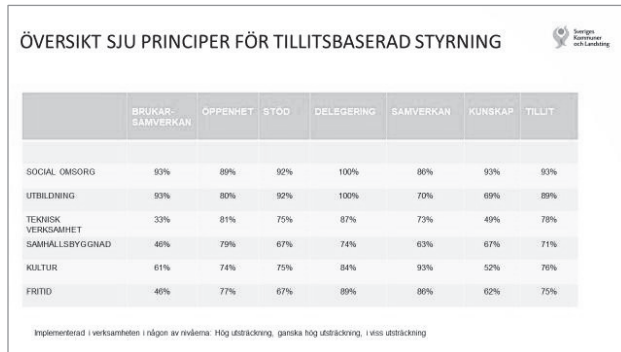 ÖVERSIKT SJU PRINCIPER FÖR TILLITSBASERAD STYRNING
Sveriges
Kommuner
och Landsting
BRUKAR-
SAMVERKAN ÖPPENHET STÖD DELEGERING SAMVERKAN KUNSKAP TILLIT
SOCIAL OMSORG 93% 89% 92% 100% 86% 93% 93%
UTBILDNING 93% 80% 92% 100% 70% 69% 89%
TEKNISK
VERKSAMHET 33% 81% 75% 87% 73% 49% 78%
SAMHÄLLSBYGGNAD 46% 79% 67% 74% 63% 67% 71%
KULTUR 61% 74% 75% 84% 93% 52% 76%
FRITID 46% 77% 67% 89% 86% 62% 75%
Implementerad i verksamheten i någon av nivåerna: Hög utsträckning, ganska hög utsträckning, i viss utsträckning